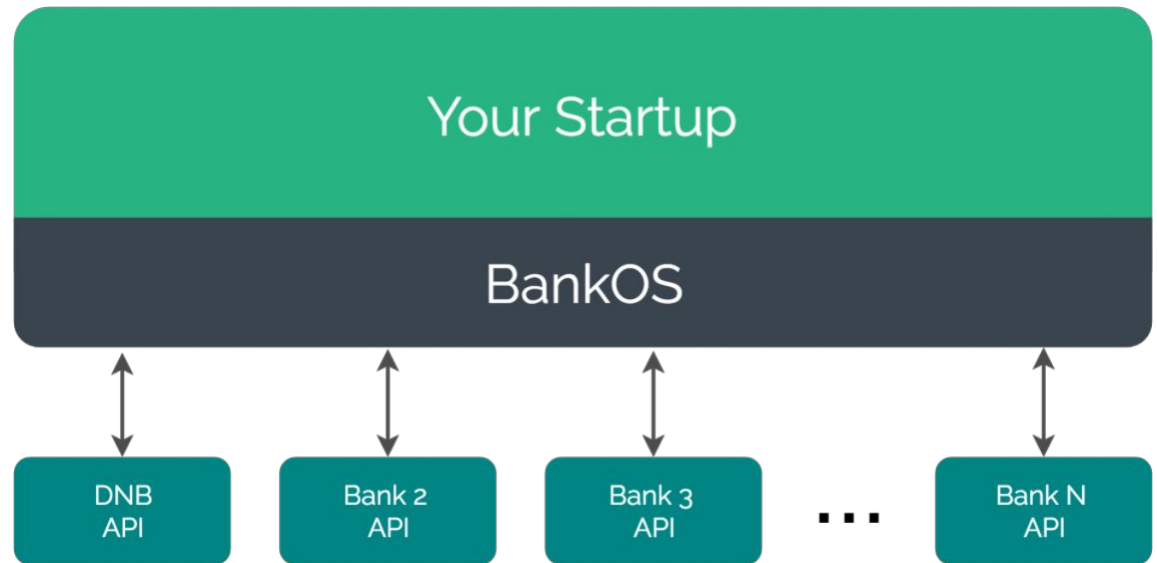 Your Startup
BankOS
DNB
API
Bank 2
API
Bank 3
API
...
Bank N
API